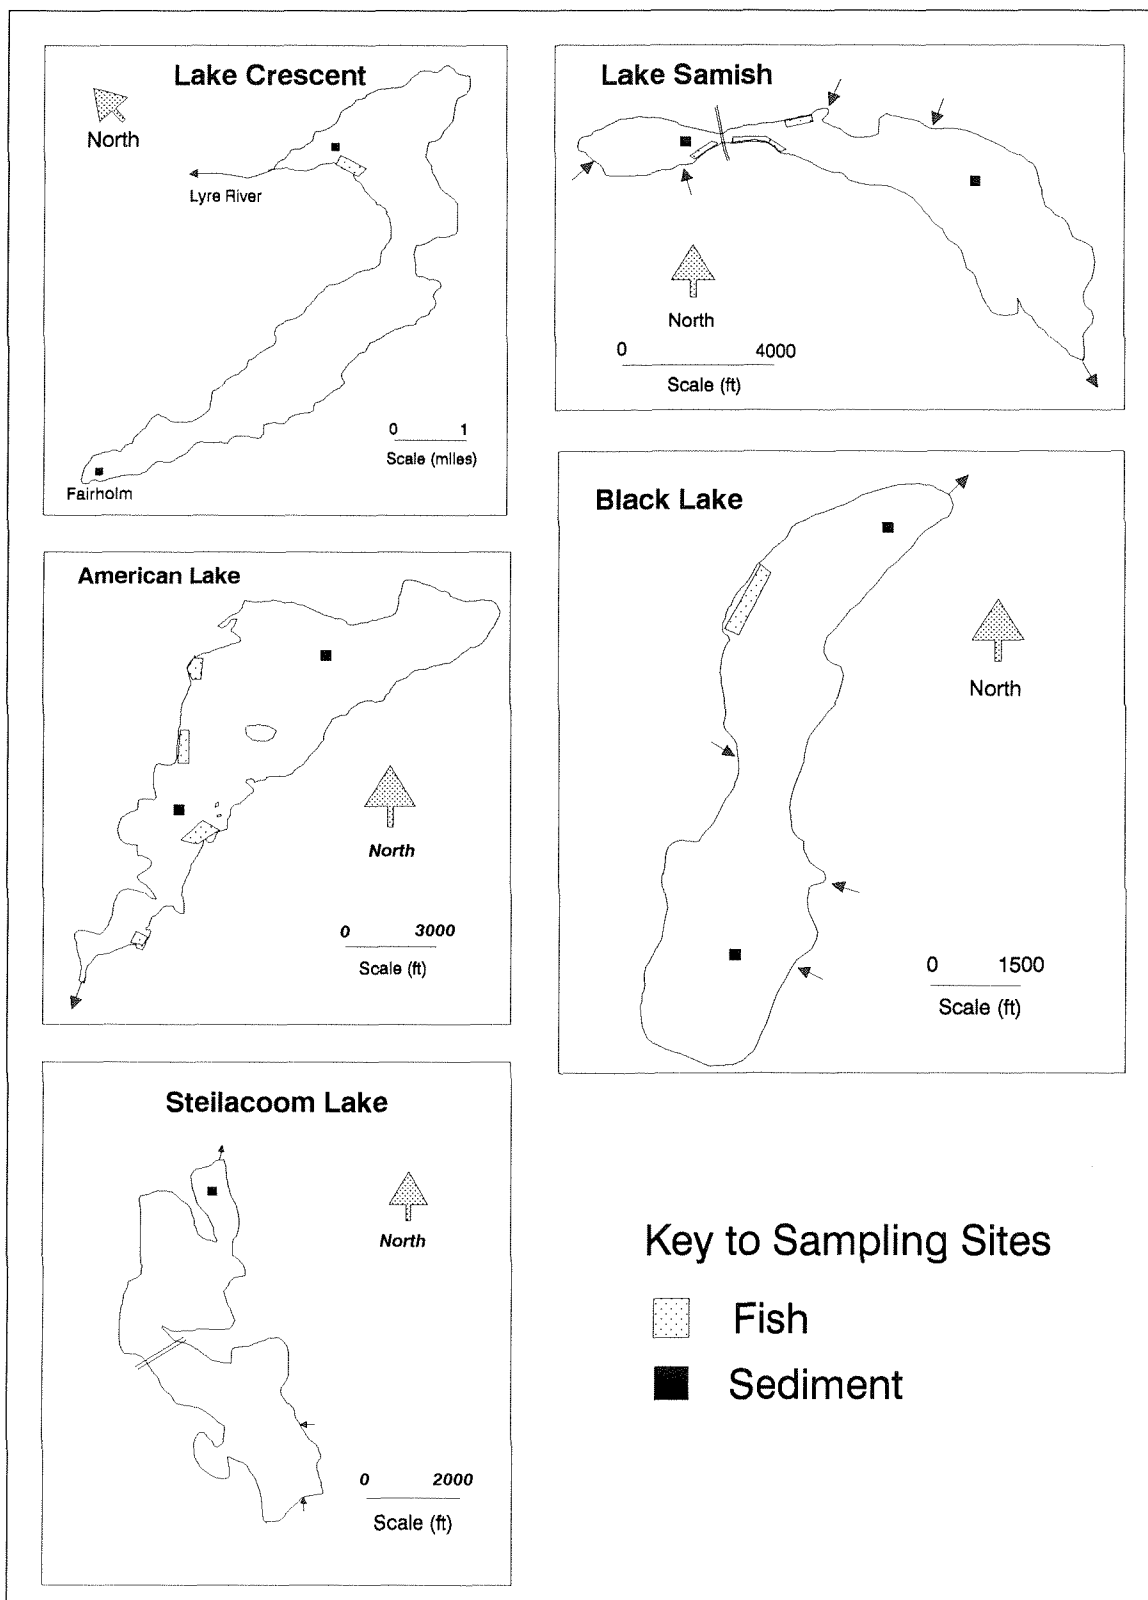 Lake Crescent
North
Lyre River
0 1
Scale (miles)
Fairholm
Lake Samish
North
0 4000
Scale (ft)
American Lake
North
0 3000
Scale (ft)
Black Lake
North
0 1500
Scale (ft)
Steilacoom Lake
North
0 2000
Scale (ft)
Key to Sampling Sites
Fish
Sediment